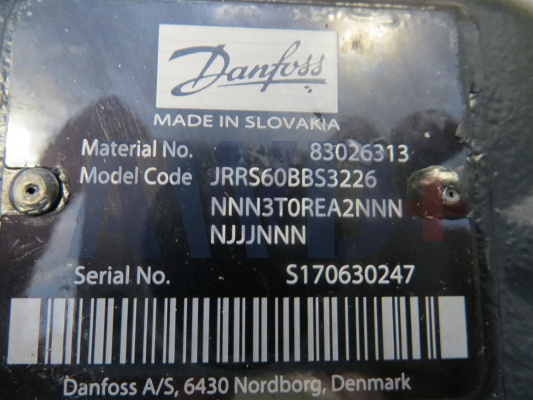 Danfoss
MADE IN SLOVAKIA
Material No. 83026313
Model Code JRRS60BBS3226
NNN3T0REA2NNN
NJJJNNN
Serial No. S170630247
Danfoss A/S, 6430 Nordborg, Denmark